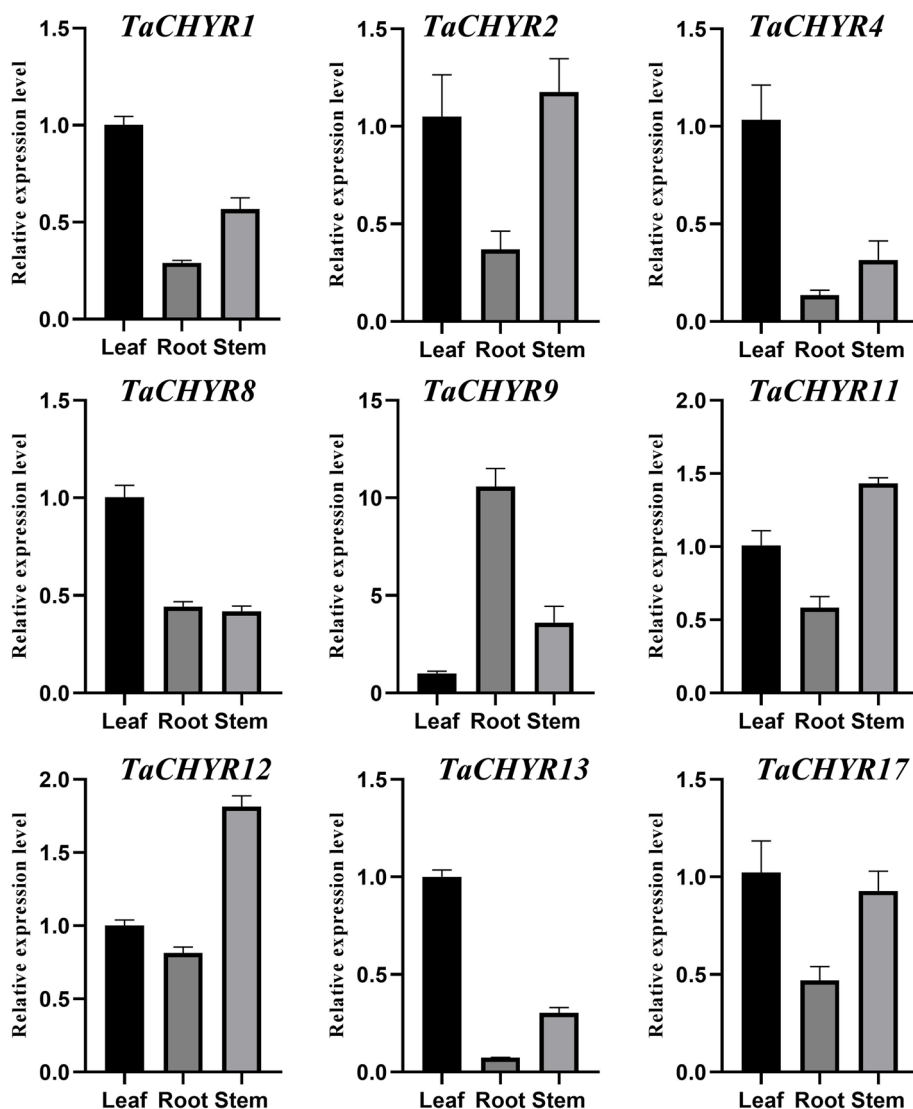 TaCHYR1
Relative expression level
1.5
1.0
0.5
0.0
Leaf Root Stem
TaCHYR2
Relative expression level
1.5
1.0
0.5
0.0
Leaf Root Stem
TaCHYR4
Relative expression level
1.5
1.0
0.5
0.0
Leaf Root Stem
TaCHYR8
Relative expression level
1.5
1.0
0.5
0.0
Leaf Root Stem
TaCHYR9
Relative expression level
15
10
5
0
Leaf Root Stem
TaCHYR11
Relative expression level
2.0
1.5
1.0
0.5
0.0
Leaf Root Stem
TaCHYR12
Relative expression level
2.0
1.5
1.0
0.5
0.0
Leaf Root Stem
TaCHYR13
Relative expression level
1.5
1.0
0.5
0.0
Leaf Root Stem
TaCHYR17
Relative expression level
1.5
1.0
0.5
0.0
Leaf Root Stem